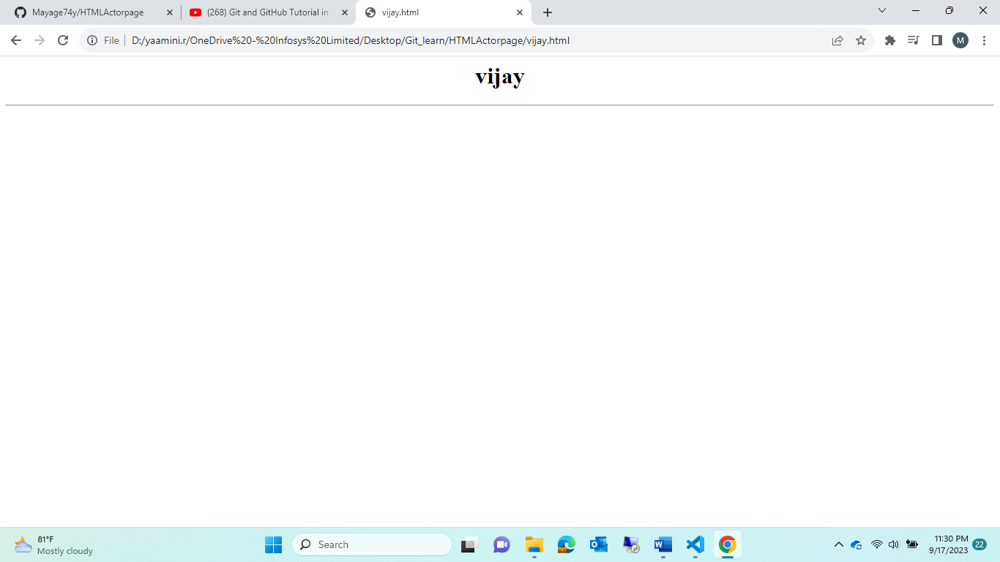 Mayage74y/HTMLActorpage
(268) Git and GitHub Tutorial in
vijay.html
File
D:/yaamini.r/OneDrive%20-%20Infosys%20Limited/Desktop/Git_learn/HTMLActorpage/vijay.html
M
vijay
81°F
Mostly cloudy
Search
11:30 PM
9/17/2023
22